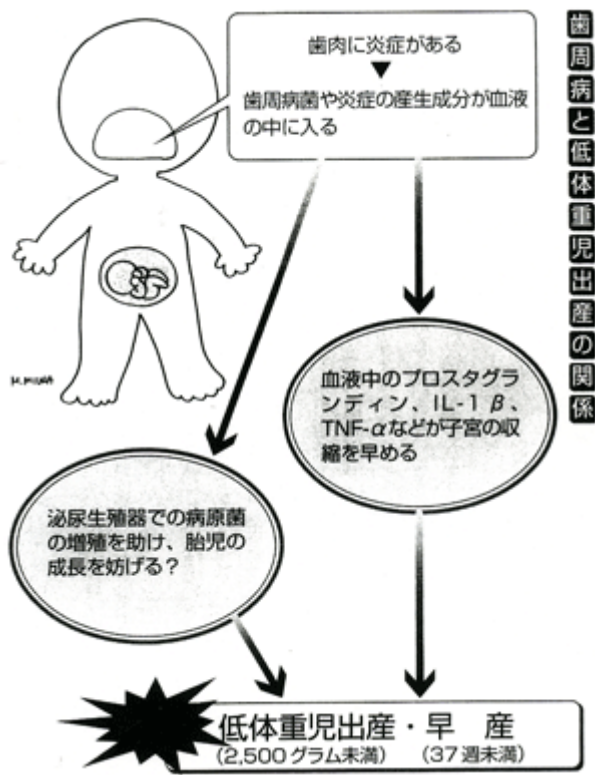 歯周病と低体重児出産の関係
歯肉に炎症がある
▼
歯周病菌や炎症の産生成分が血液
の中に入る
血液中のプロスタグラ
ンディン、IL-1 β、
TNF-αなどが子宮の収
縮を早める
泌尿生殖器での病原菌
の増殖を助け、胎児の
成長を妨げる？
低体重児出産・早 産
(2,500グラム未満) (37週未満)